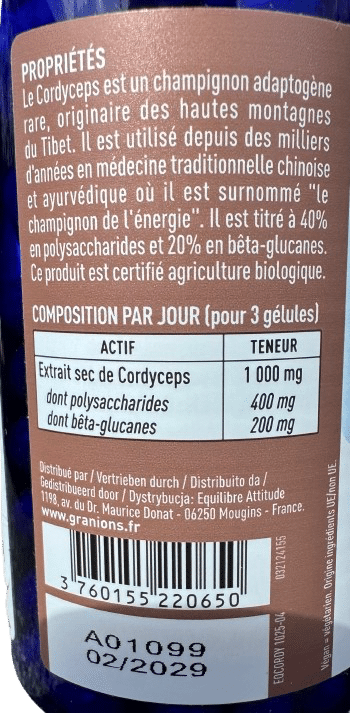 PROPRIÉTÉS
Le Cordyceps est un champignon adaptogène
rare, originaire des hautes montagnes
du Tibet. Il est utilisé depuis des milliers
d'années en médecine traditionnelle chinoise
et ayurvédique où il est surnommé "le
champignon de l'énergie". Il est titré à 40%
en polysaccharides et 20% en bêta-glucanes.
Ce produit est certifié agriculture biologique.
COMPOSITION PAR JOUR (pour 3 gélules)
ACTIF TENEUR
Extrait sec de Cordyceps 1 000 mg
dont polysaccharides 400 mg
dont bêta-glucanes 200 mg
Distribué par / Vertrieben durch / Distribuito da /
Gedistribueerd door / Dystrybucja: Equilibre Attitude
1198, av. du Dr. Maurice Donat - 06250 Mougins - France.
www.granions.fr
3 760155 220650
032124155
A01099
02/2029
EQCORDY 1025-04
Végan = végétarien. Origine ingrédients UE/non UE.